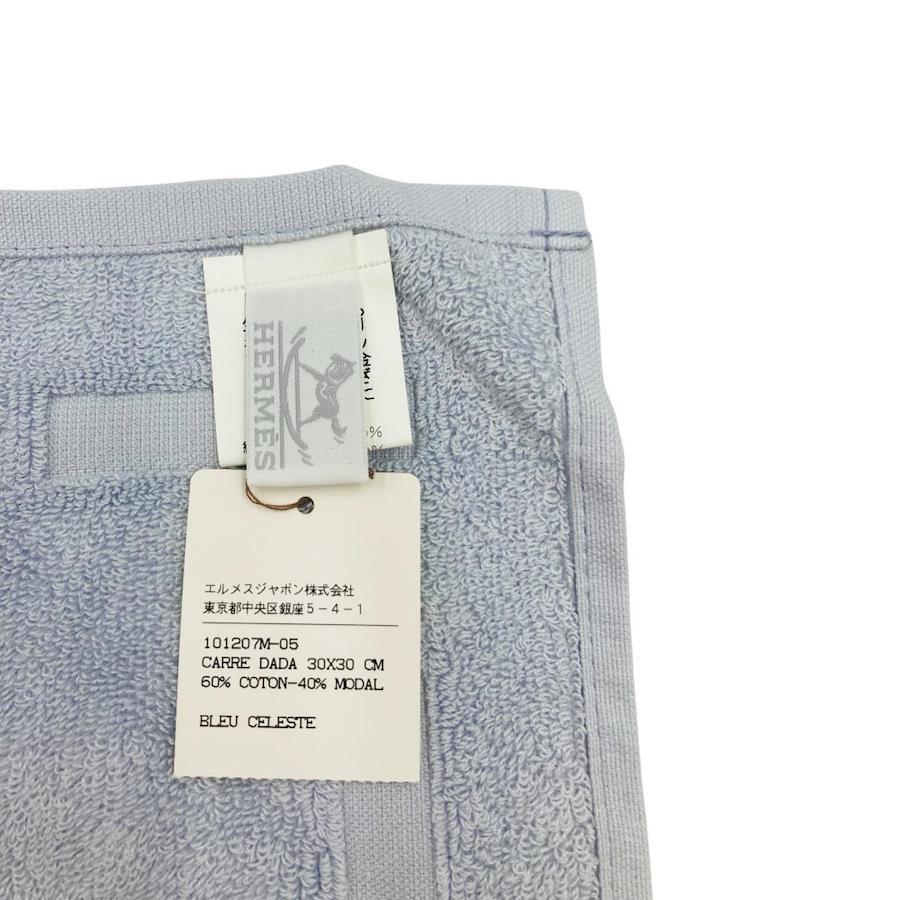 HERMÈS
エルメスジャポン株式会社
東京都中央区銀座5-4-1
101207M-05
CARRE DADA 30X30 CM
60% COTON-40% MODAL
BLEU CELESTE